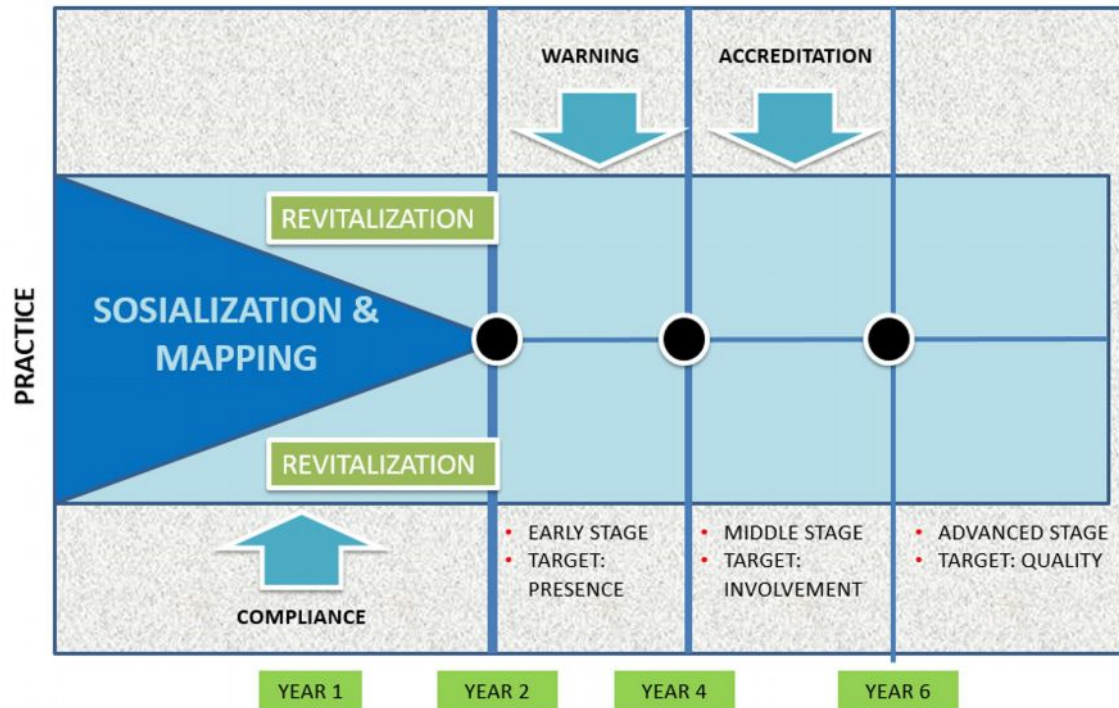 WARNING
ACCREDITATION
PRACTICE
REVITALIZATION
SOSIALIZATION &
MAPPING
REVITALIZATION
COMPLIANCE
• EARLY STAGE
• TARGET:
PRESENCE
• MIDDLE STAGE
• TARGET:
INVOLVEMENT
• ADVANCED STAGE
• TARGET: QUALITY
YEAR 1
YEAR 2
YEAR 4
YEAR 6